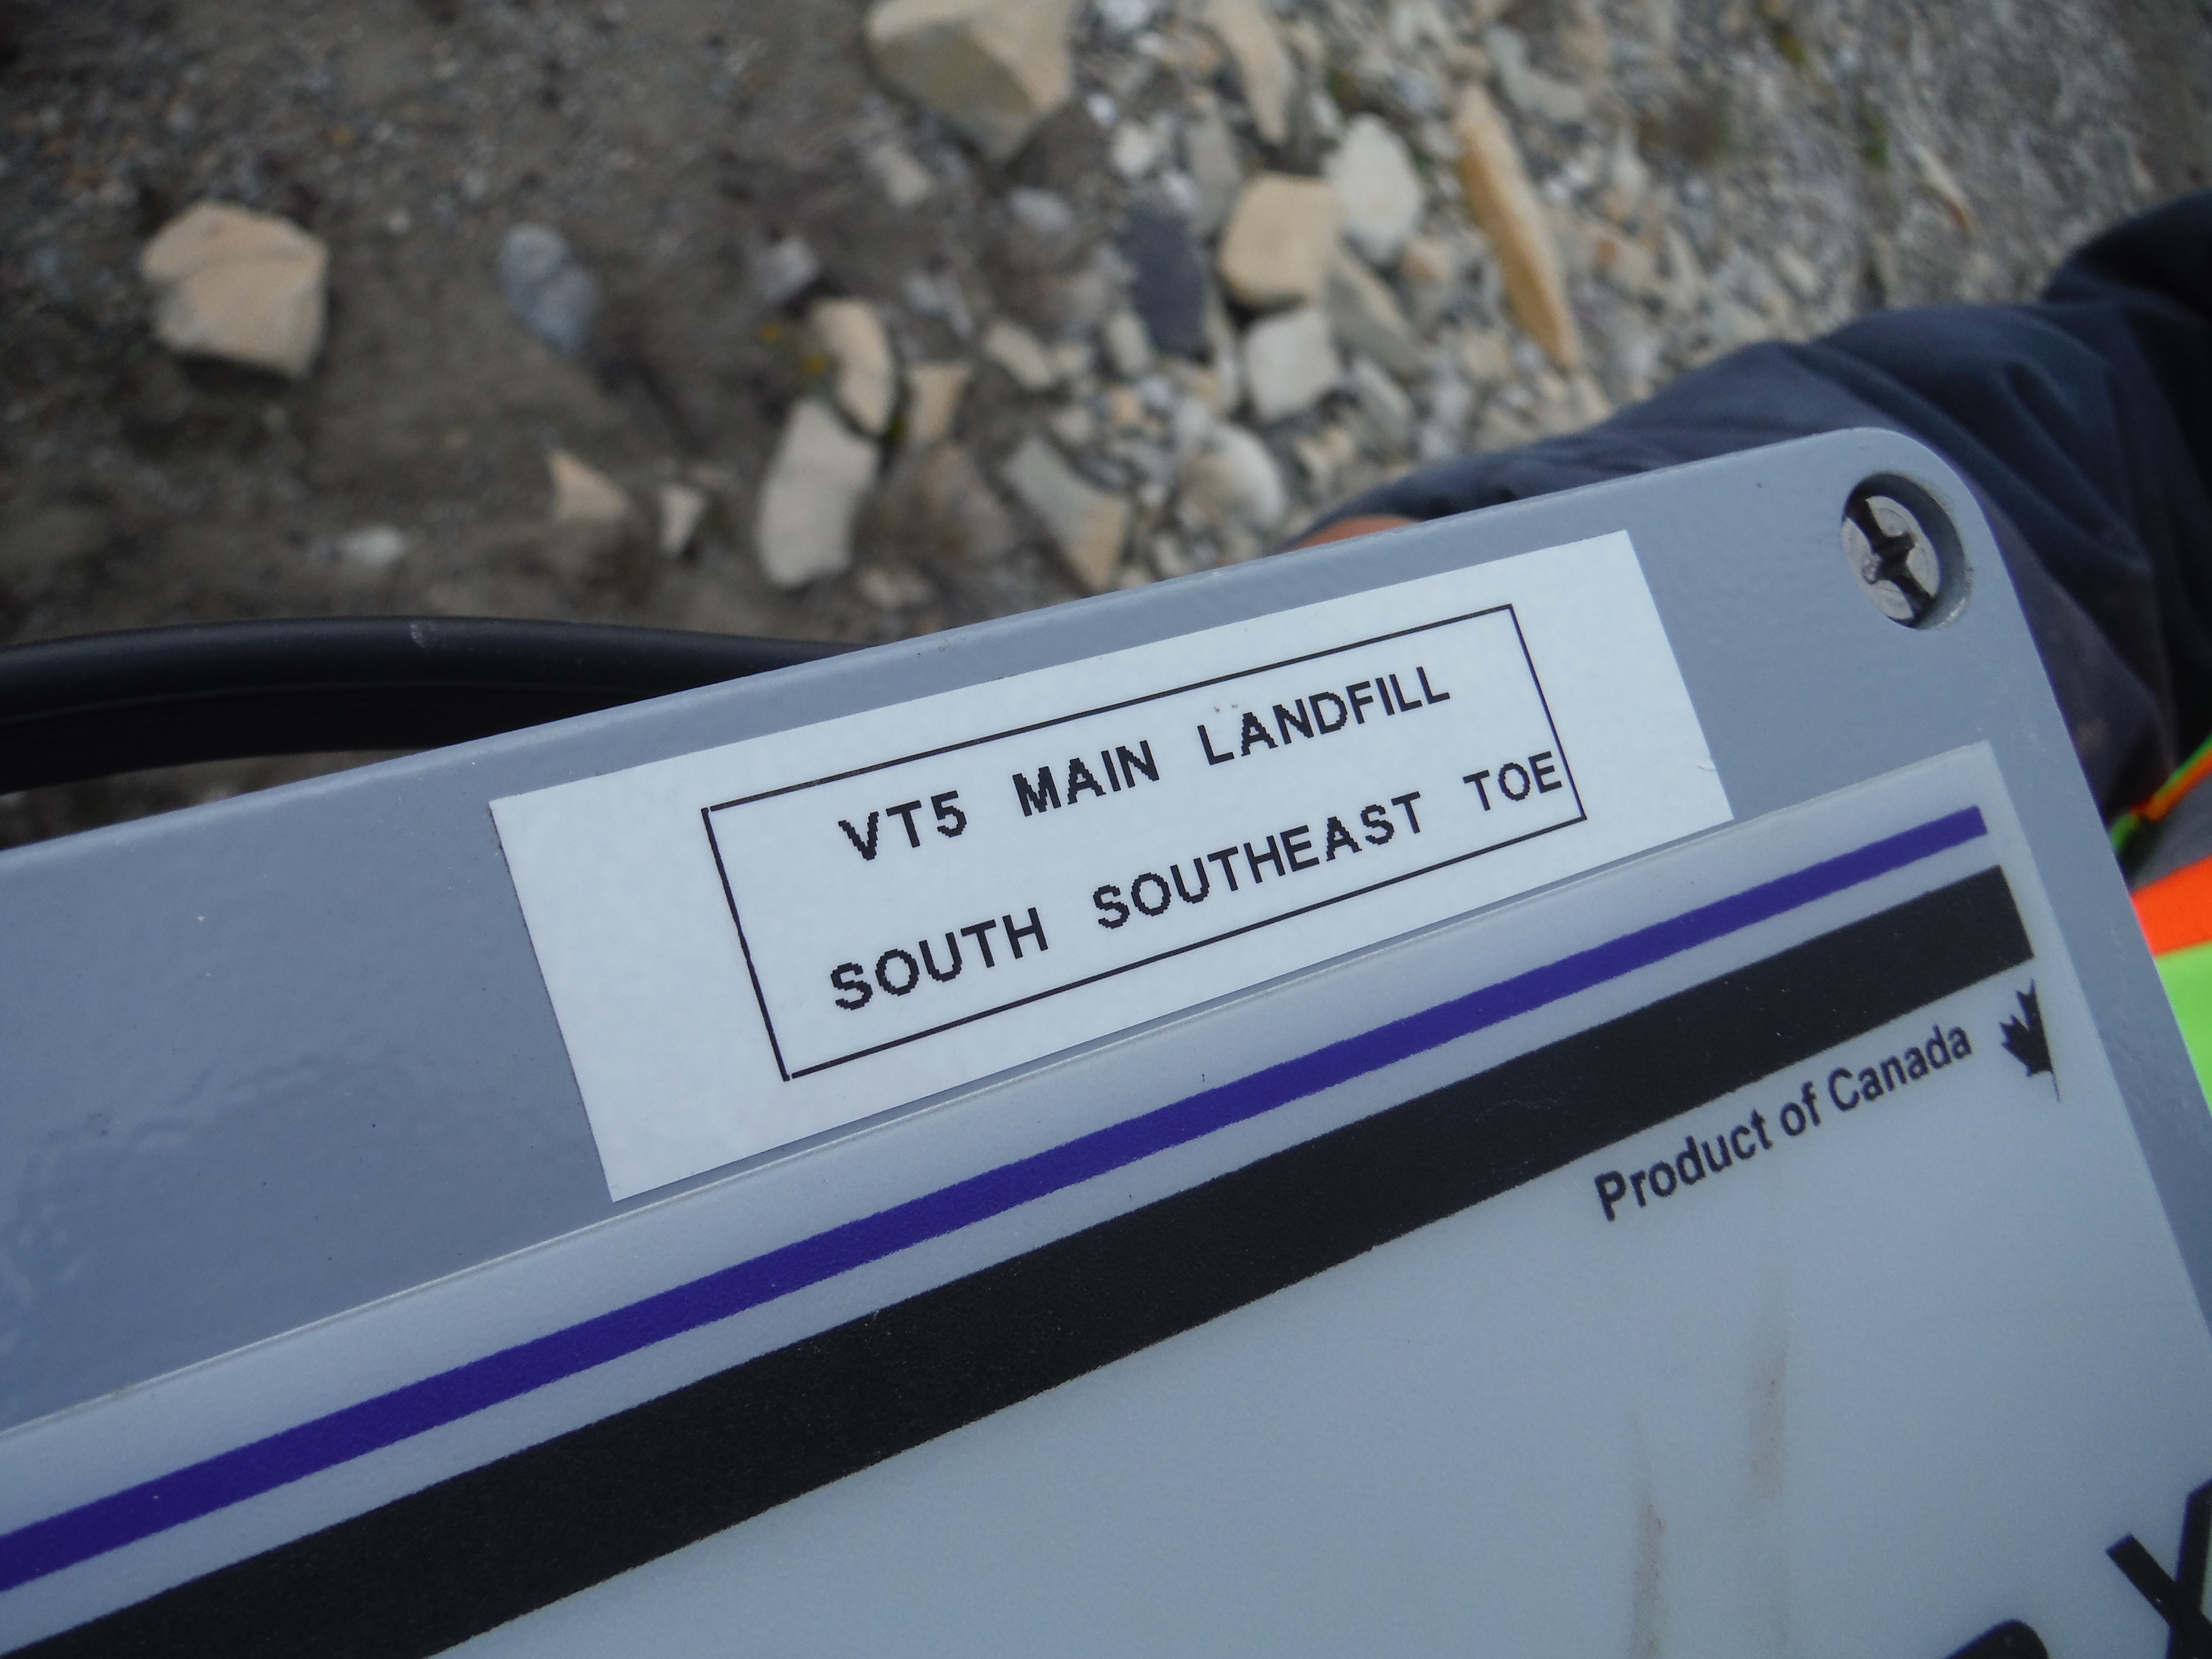 VT5 MAIN LANDFILL
SOUTH SOUTHEAST TOE
Product of Canada